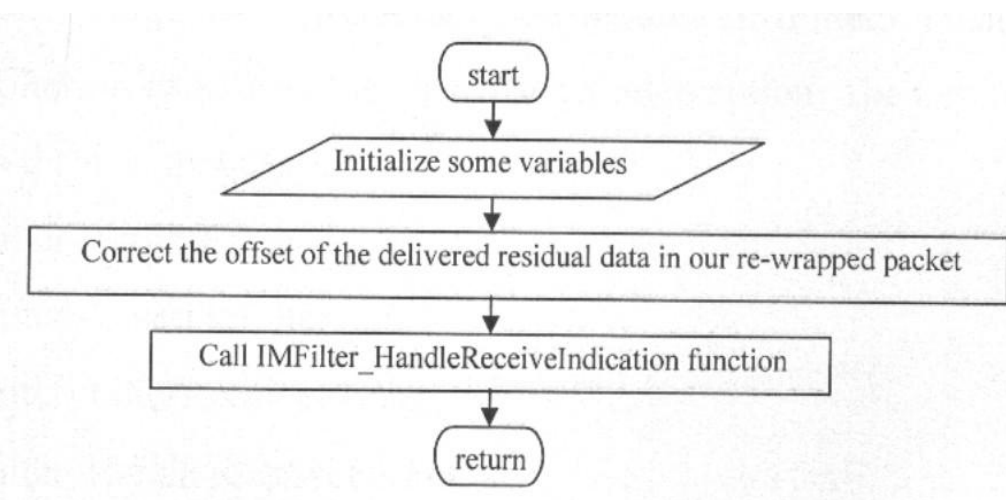 start
Initialize some variables
Correct the offset of the delivered residual data in our re-wrapped packet
Call IMFilter_HandleReceiveIndication function
return